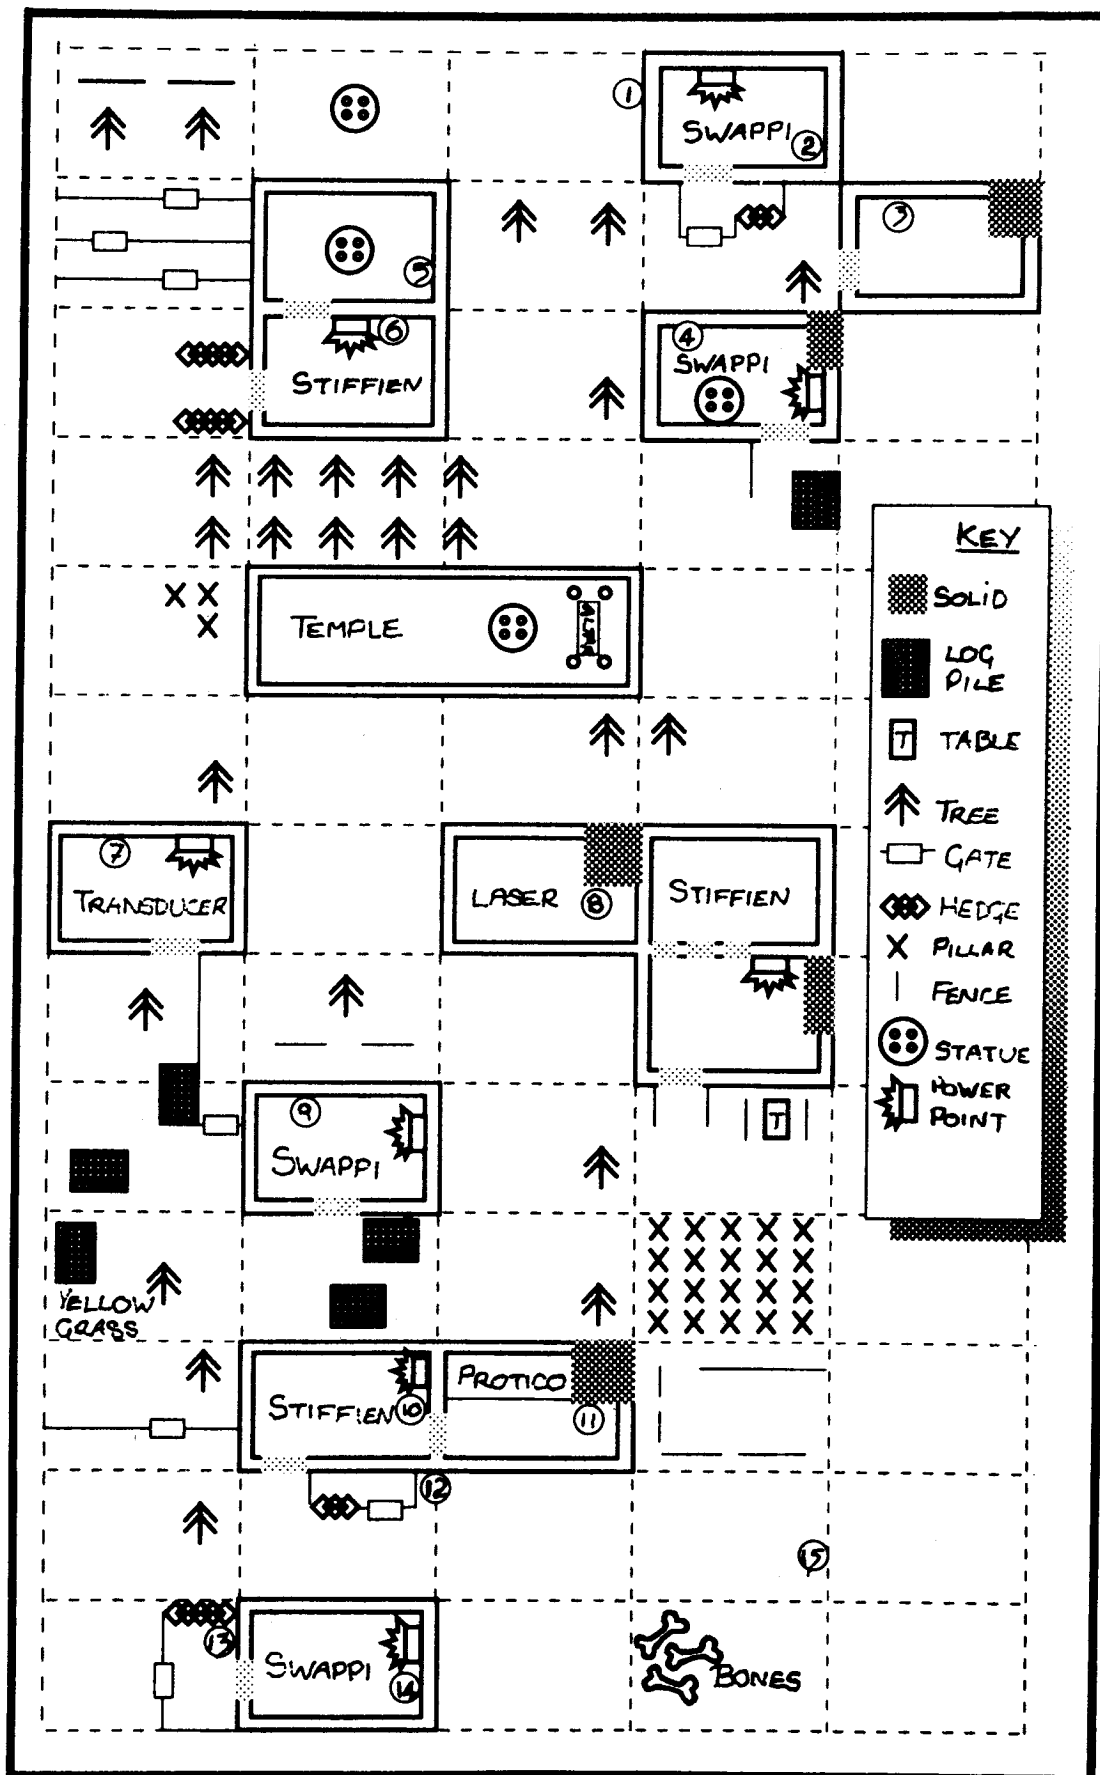 1
SWAPPI
2
3
5
4
6
SWAPPI
STIFFIEN
KEY
SOLID
LOG
PILE
TEMPLE
ALTAR
T TABLE
TREE
GATE
7
TRANSDUCER
LASER
8
STIFFIEN
HEDGE
PILLAR
FENCE
STATUE
POWER
POINT
9
SWAPPI
T
YELLOW
GRASS
STIFFIEN
10
PROTICO
11
12
15
13
SWAPPI
14
BONES